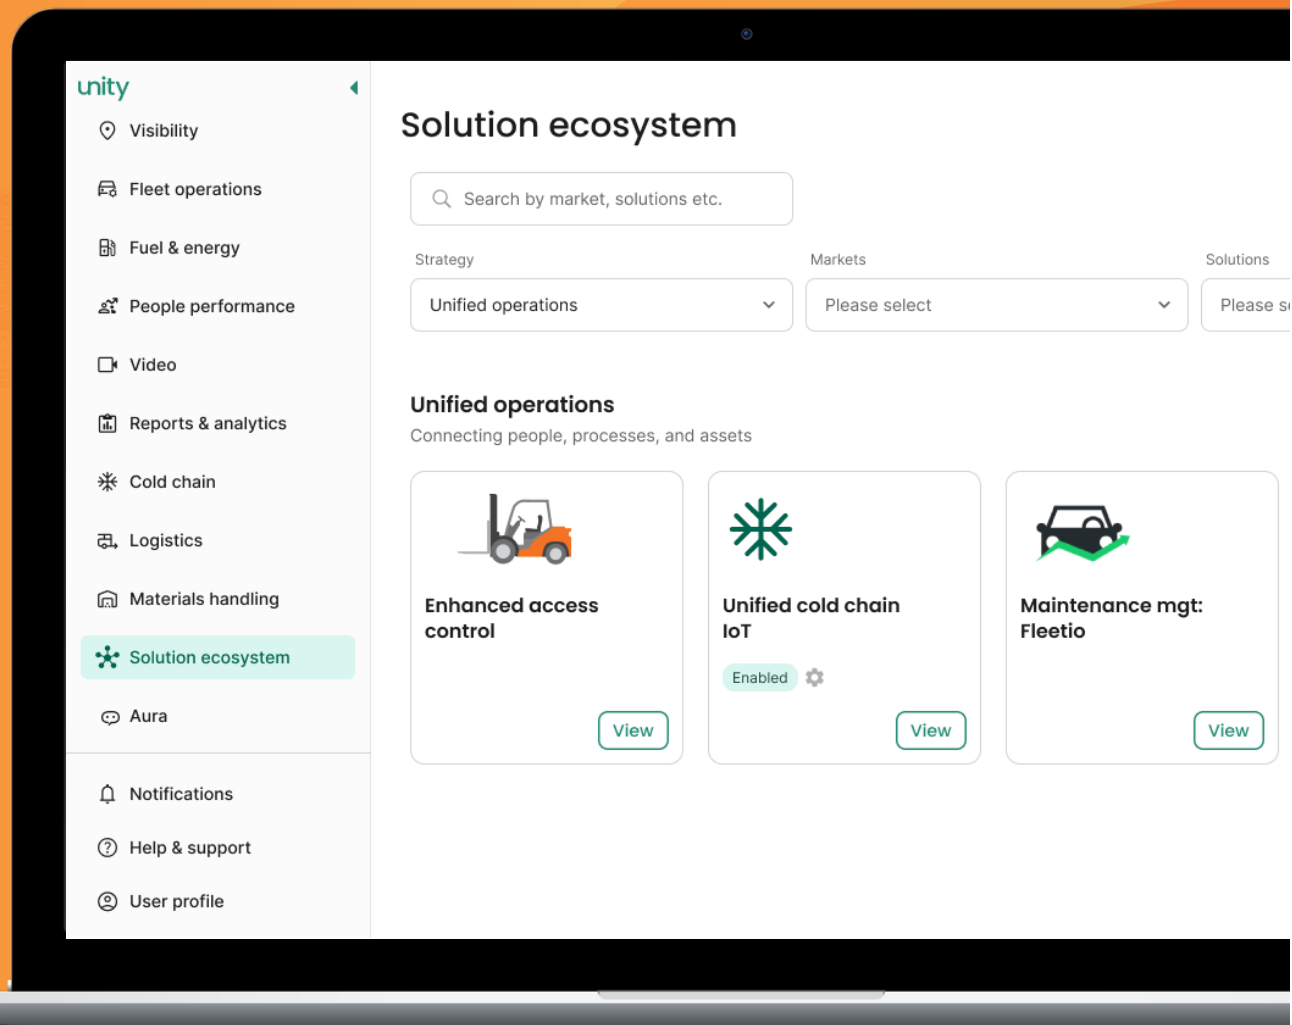 unity
Visibility
Fleet operations
Fuel & energy
People performance
Video
Reports & analytics
Cold chain
Logistics
Materials handling
Solution ecosystem
Aura
Notifications
Help & support
User profile
Solution ecosystem
Search by market, solutions etc.
Strategy
Unified operations
Markets
Please select
Solutions
Please se
Unified operations
Connecting people, processes, and assets
Enhanced access
control
View
Unified cold chain
IoT
Enabled
View
Maintenance mgt:
Fleetio
View